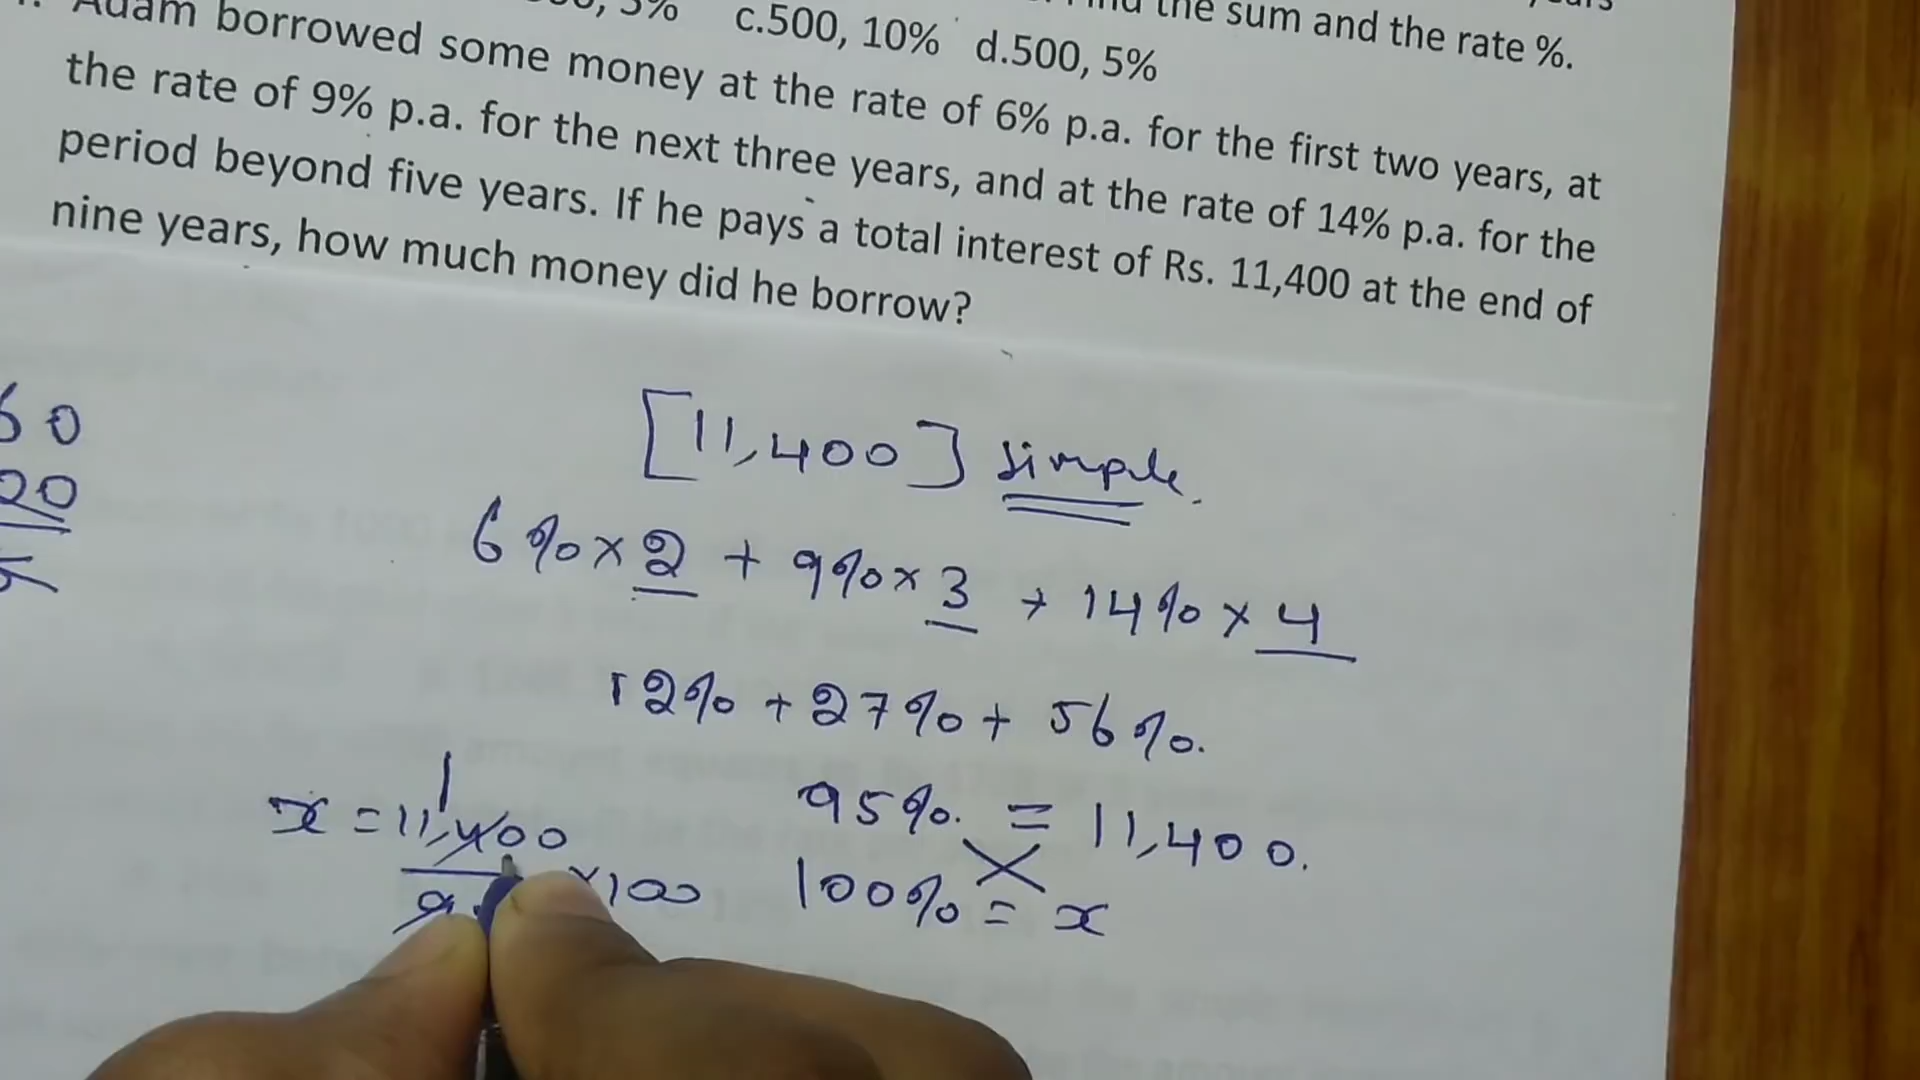 the sum and the rate %.
5% c.500, 10% d.500, 5%
Adam borrowed some money at the rate of 6% p.a. for the first two years, at
the rate of 9% p.a. for the next three years, and at the rate of 14% p.a. for the
period beyond five years. If he pays a total interest of Rs. 11,400 at the end of
nine years, how much money did he borrow?
60
20
[11,400] simple.
6%×2 + 9%×3 + 14%×4
12% + 27% + 56%.
95% = 11,400.
100% = x
x = 11,400
×100